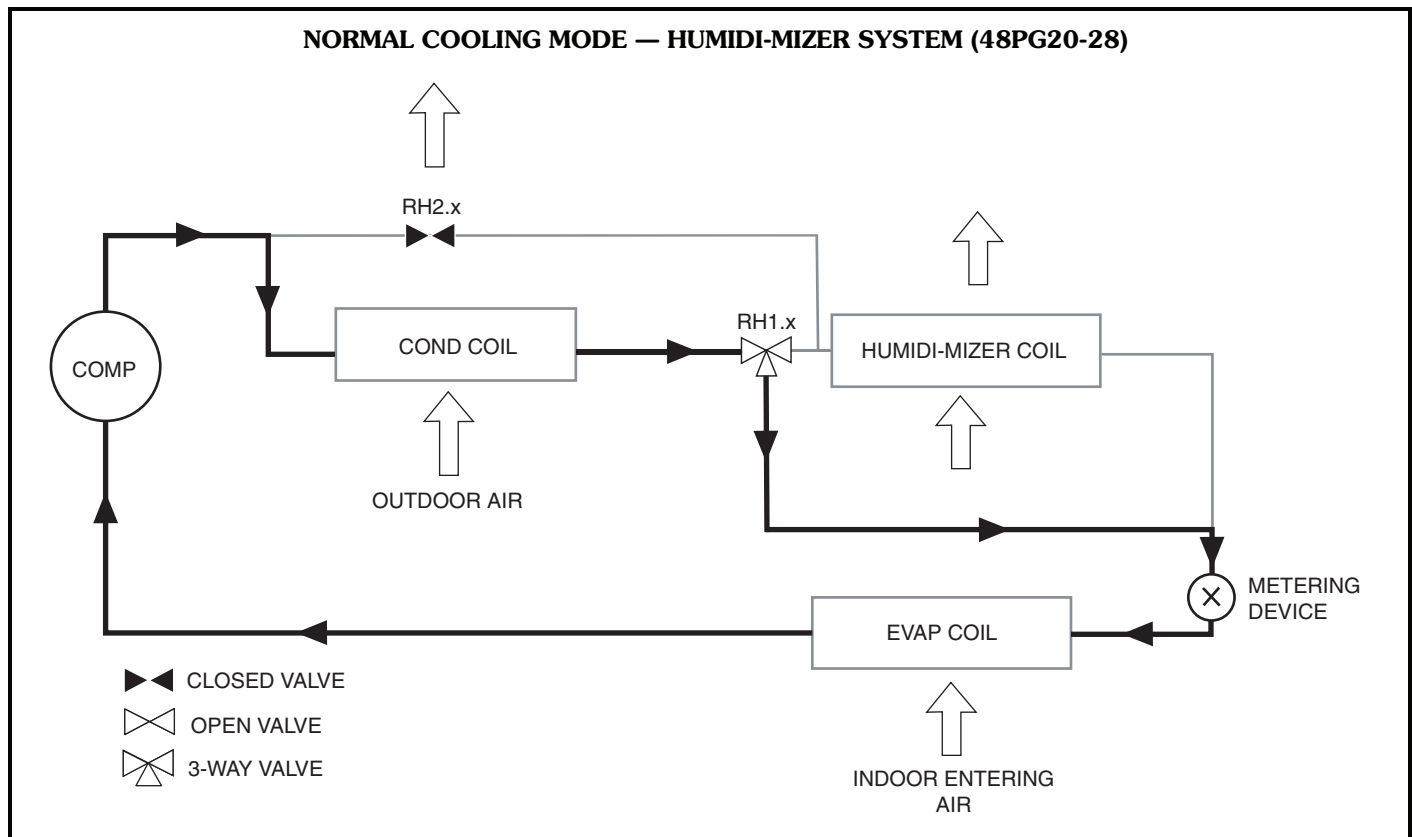 NORMAL COOLING MODE — HUMIDI-MIZER SYSTEM (48PG20-28)
RH2.x
RH1.x
COND COIL
HUMIDI-MIZER COIL
COMP
OUTDOOR AIR
METERING
DEVICE
EVAP COIL
CLOSED VALVE
OPEN VALVE
3-WAY VALVE
INDOOR ENTERING
AIR